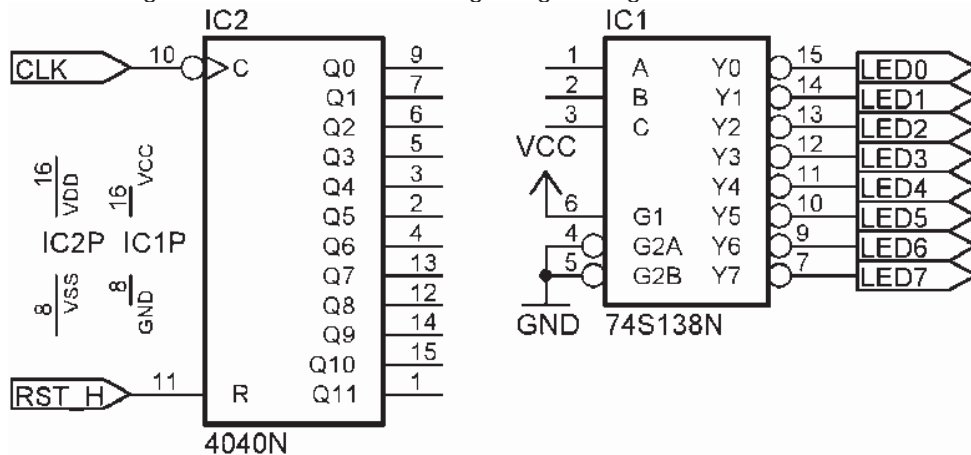 IC2
IC1
CLK
10
C
Q0 9
Q1 7
Q2 6
Q3 5
Q4 3
Q5 2
Q6 4
Q7 13
Q8 12
Q9 14
Q10 15
Q11 1
16 VDD
16 VCC
IC2P IC1P
8 VSS
8 GND
RST_H
11
R
4040N
1 A
2 B
3 C
VCC
6 G1
4 G2A
5 G2B
GND
Y0 15 LED0
Y1 14 LED1
Y2 13 LED2
Y3 12 LED3
Y4 11 LED4
Y5 10 LED5
Y6 9 LED6
Y7 7 LED7
74S138N